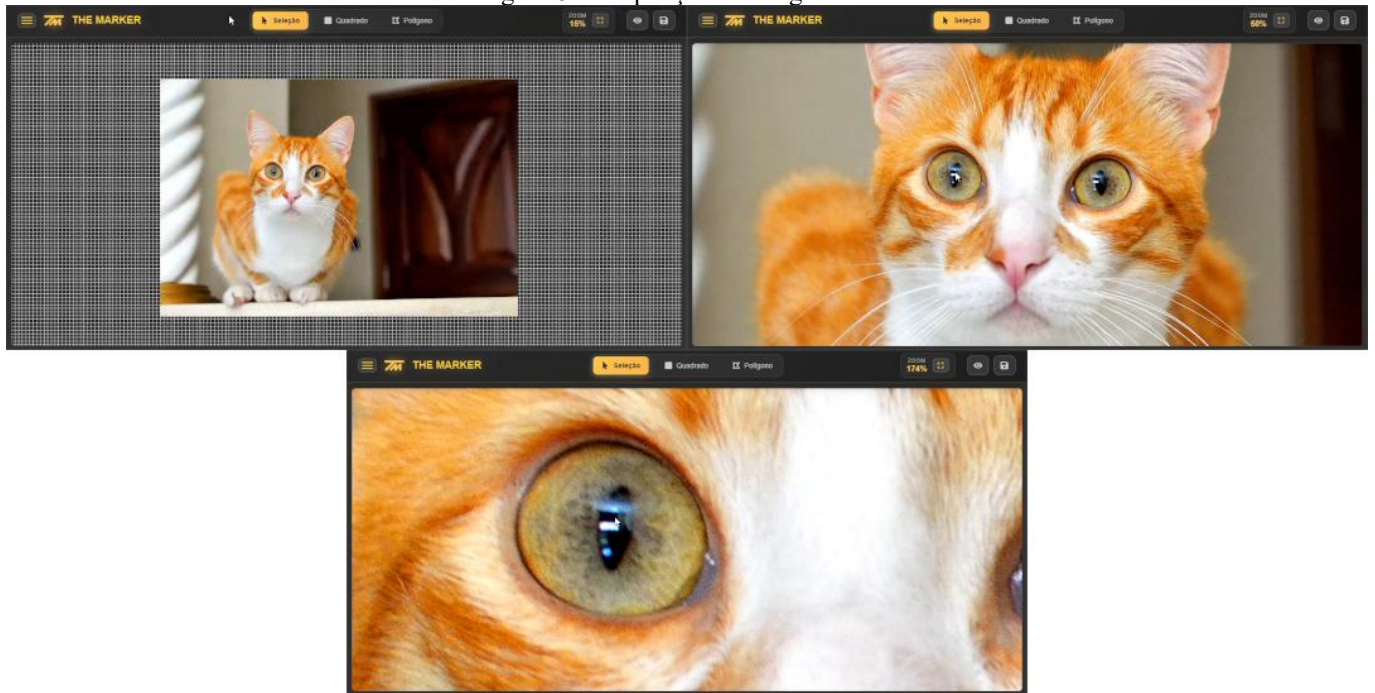 THE MARKER
Seleção
Quadrado
Polígono
ZOOM
15%
THE MARKER
Seleção
Quadrado
Polígono
ZOOM
50%
THE MARKER
Seleção
Quadrado
Polígono
ZOOM
174%